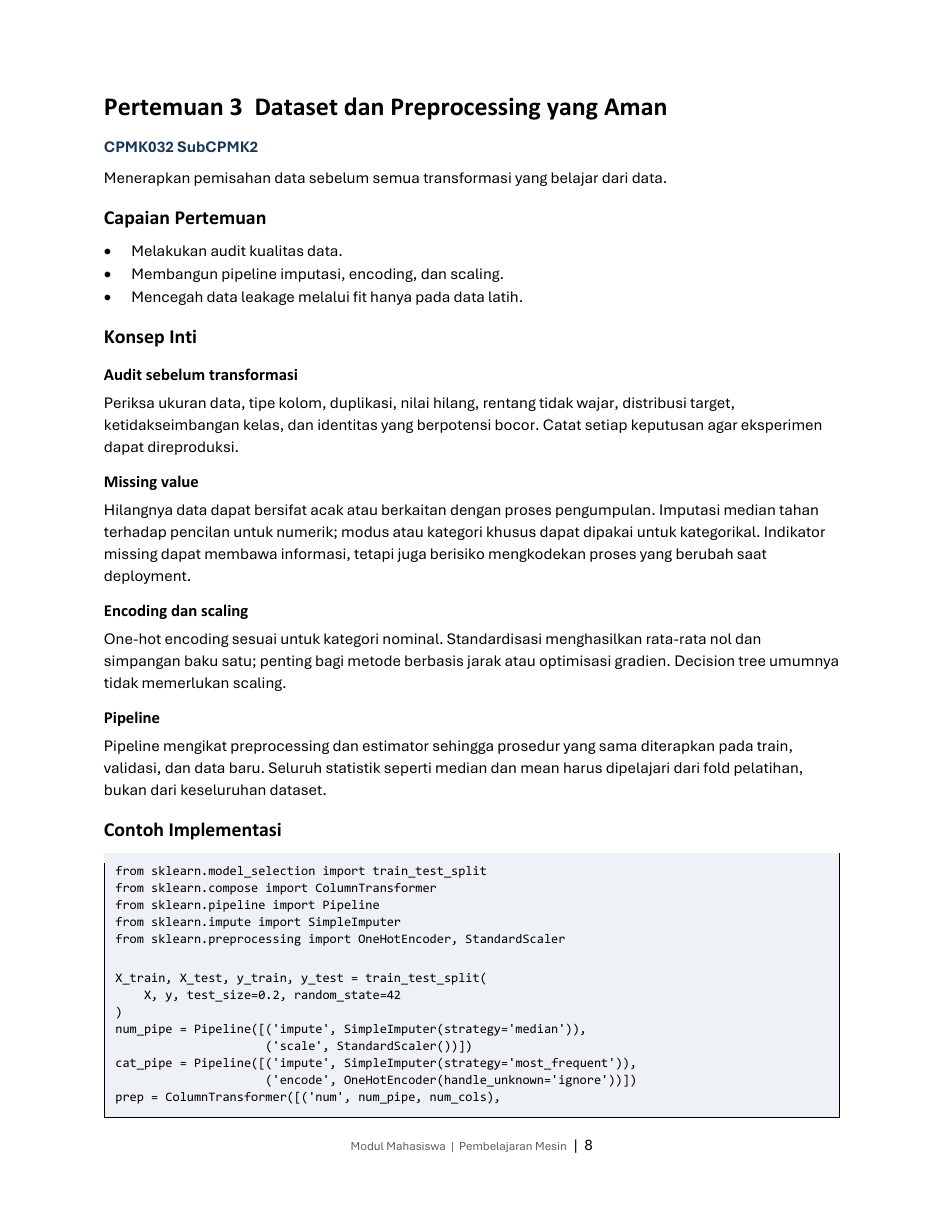 Pertemuan 3  Dataset dan Preprocessing yang Aman
CPMK032 SubCPMK2
Menerapkan pemisahan data sebelum semua transformasi yang belajar dari data.
Capaian Pertemuan
• Melakukan audit kualitas data.
• Membangun pipeline imputasi, encoding, dan scaling.
• Mencegah data leakage melalui fit hanya pada data latih.
Konsep Inti
Audit sebelum transformasi
Periksa ukuran data, tipe kolom, duplikasi, nilai hilang, rentang tidak wajar, distribusi target,
ketidakseimbangan kelas, dan identitas yang berpotensi bocor. Catat setiap keputusan agar eksperimen
dapat direproduksi.
Missing value
Hilangnya data dapat bersifat acak atau berkaitan dengan proses pengumpulan. Imputasi median tahan
terhadap pencilan untuk numerik; modus atau kategori khusus dapat dipakai untuk kategorikal. Indikator
missing dapat membawa informasi, tetapi juga berisiko mengkodekan proses yang berubah saat
deployment.
Encoding dan scaling
One-hot encoding sesuai untuk kategori nominal. Standardisasi menghasilkan rata-rata nol dan
simpangan baku satu; penting bagi metode berbasis jarak atau optimisasi gradien. Decision tree umumnya
tidak memerlukan scaling.
Pipeline
Pipeline mengikat preprocessing dan estimator sehingga prosedur yang sama diterapkan pada train,
validasi, dan data baru. Seluruh statistik seperti median dan mean harus dipelajari dari fold pelatihan,
bukan dari keseluruhan dataset.
Contoh Implementasi
from sklearn.model_selection import train_test_split
from sklearn.compose import ColumnTransformer
from sklearn.pipeline import Pipeline
from sklearn.impute import SimpleImputer
from sklearn.preprocessing import OneHotEncoder, StandardScaler

X_train, X_test, y_train, y_test = train_test_split(
    X, y, test_size=0.2, random_state=42
)
num_pipe = Pipeline([('impute', SimpleImputer(strategy='median')),
                     ('scale', StandardScaler())])
cat_pipe = Pipeline([('impute', SimpleImputer(strategy='most_frequent')),
                     ('encode', OneHotEncoder(handle_unknown='ignore'))])
prep = ColumnTransformer([('num', num_pipe, num_cols),
Modul Mahasiswa | Pembelajaran Mesin | 8